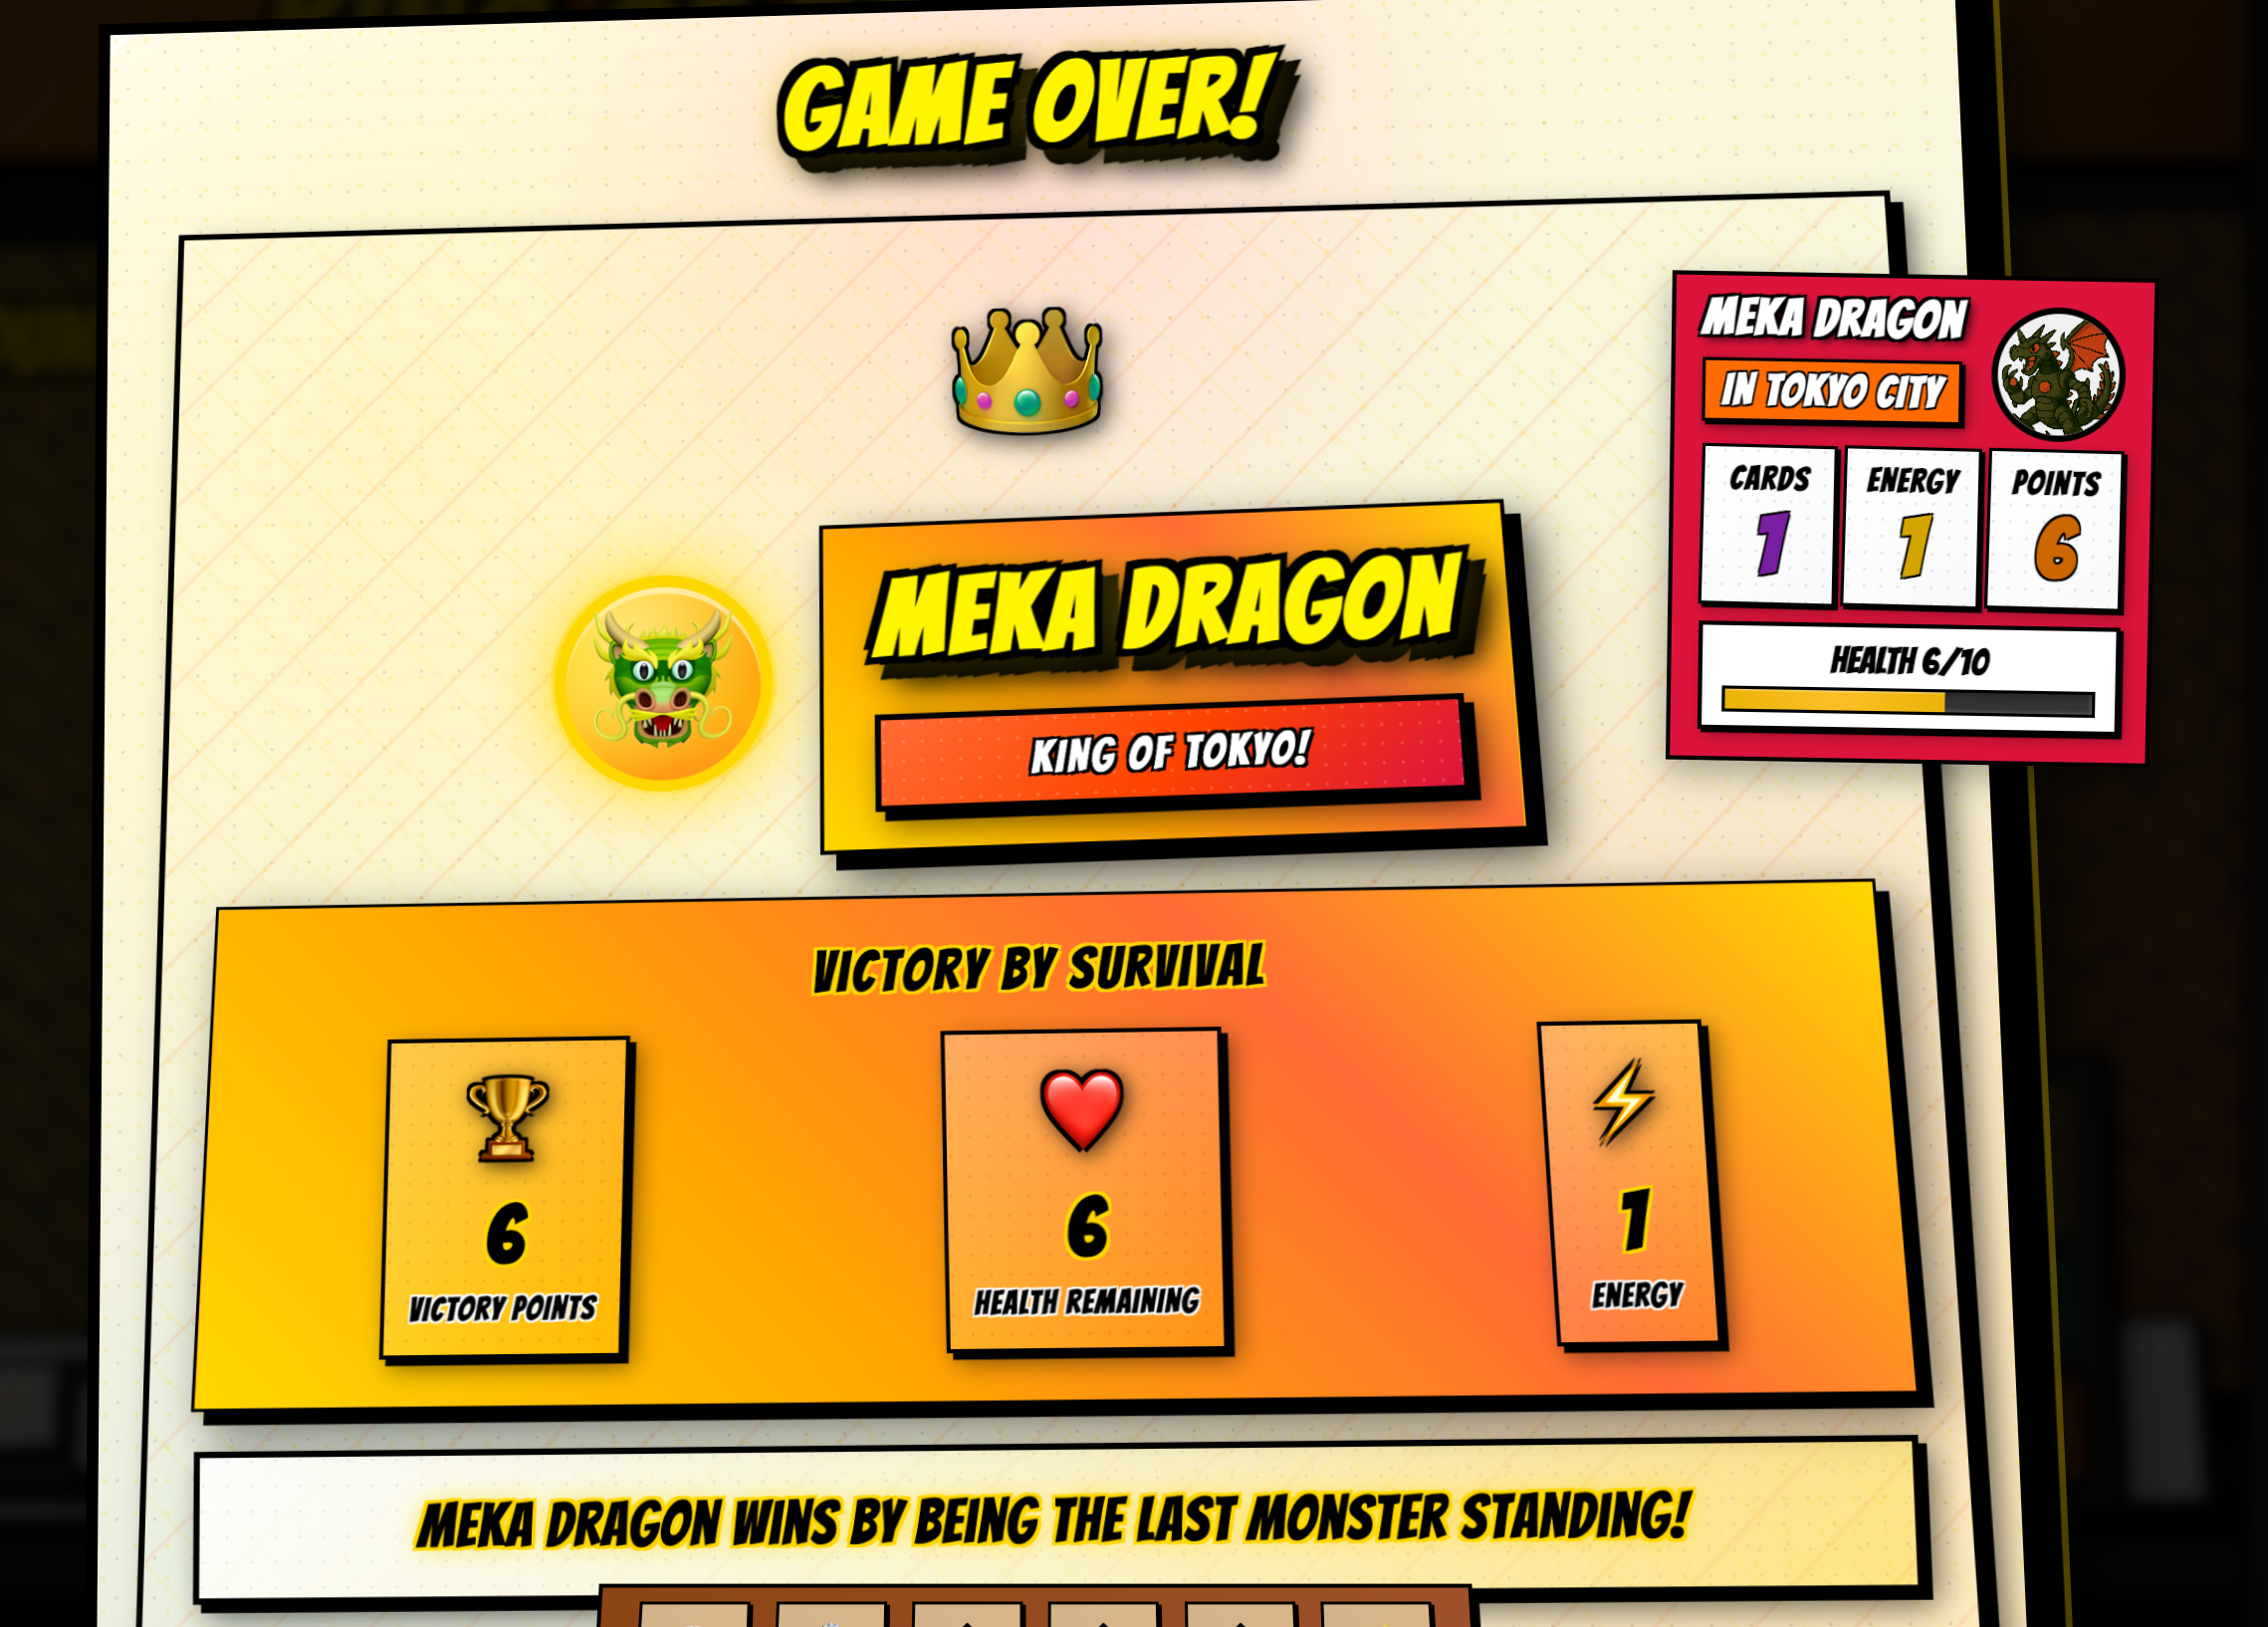 GAME OVER!
MEKA DRAGON
IN TOKYO CITY
CARDS
1
ENERGY
1
POINTS
6
HEALTH 6/10
MEKA DRAGON
KING OF TOKYO!
VICTORY BY SURVIVAL
6
VICTORY POINTS
6
HEALTH REMAINING
1
ENERGY
MEKA DRAGON WINS BY BEING THE LAST MONSTER STANDING!